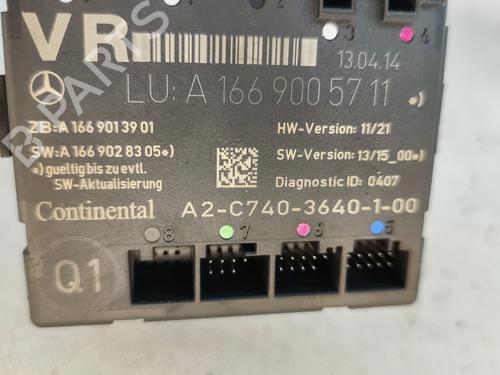 VR
3
4
13.04.14
LU: A 166 900 57 11 *)
ZB: A 166 901 39 01
HW-Version: 11/21
SW: A 166 902 83 05*)
SW-Version: 13/15_00*)
*) gueltig bis zu evtl.
SW-Aktualisierung
Diagnostic ID: 0407
Continental A2-C740-3640-1-00
8 7 6 5
Q1
B-PARTS